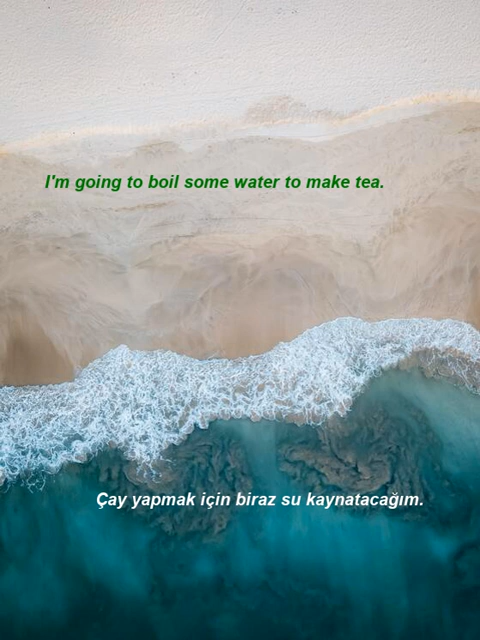 I'm going to boil some water to make tea.
Çay yapmak için biraz su kaynatacağım.